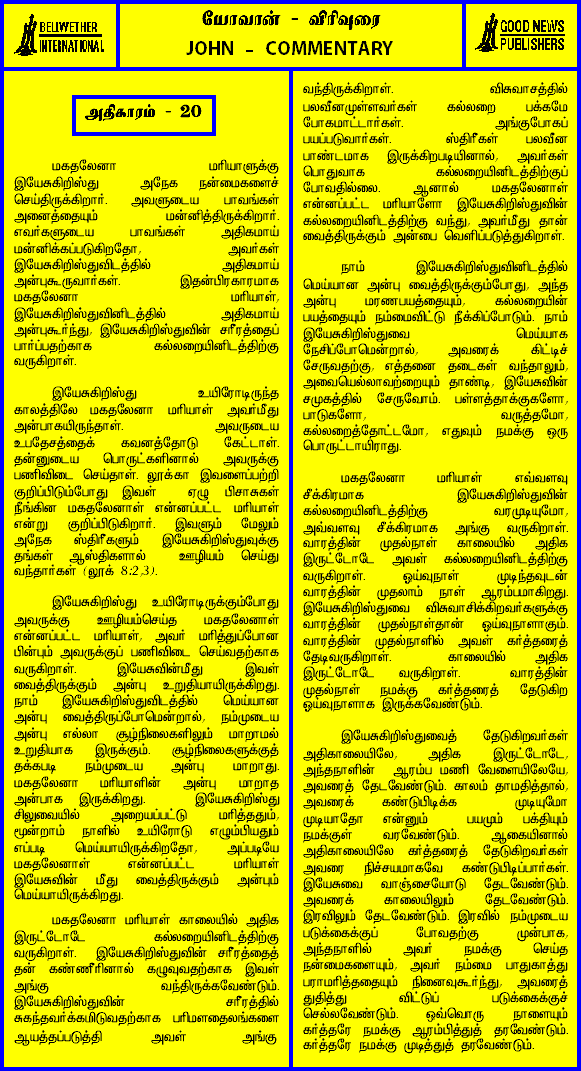 BELIWETHER
INTERNATIONAL
யோவான் - விரிவுரை
JOHN - COMMENTARY
GOOD NEWS
PUBLISHERS
அதிகாரம் - 20
மகதலேனா மரியாளுக்கு
இயேசுகிறிஸ்து அநேக நன்மைகளைச்
செய்திருக்கிறார். அவளுடைய பாவங்கள்
அனைத்தையும் மன்னித்திருக்கிறார்.
எவர்களுடைய பாவங்கள் அதிகமாய்
மன்னிக்கப்படுகிறதோ, அவர்கள்
இயேசுகிறிஸ்துவிடத்தில் அதிகமாய்
அன்புகூருவார்கள். இதன்பிரகாரமாக
மகதலேனா மரியாள்,
இயேசுகிறிஸ்துவினிடத்தில் அதிகமாய்
அன்புகூர்ந்து, இயேசுகிறிஸ்துவின் சரீரத்தைப்
பார்ப்பதற்காக கல்லறையினிடத்திற்கு
வருகிறாள்.
இயேசுகிறிஸ்து உயிரோடிருந்த
காலத்திலே மகதலேனா மரியாள் அவர்மீது
அன்பாகயிருந்தாள். அவருடைய
உபதேசத்தைக் கவனத்தோடு கேட்டாள்.
தன்னுடைய பொருட்களினால் அவருக்கு
பணிவிடை செய்தாள். லூக்கா இவளைப்பற்றி
குறிப்பிடும்போது இவள் ஏழு பிசாசுகள்
நீங்கின மகதலேனாள் என்னப்பட்ட மரியாள்
என்று குறிப்பிடுகிறார். இவளும் மேலும்
அநேக ஸ்திரீகளும் இயேசுகிறிஸ்துவுக்கு
தங்கள் ஆஸ்திகளால் ஊழியம் செய்து
வந்தார்கள் (லூக் 8:2,3).
இயேசுகிறிஸ்து உயிரோடிருக்கும்போது
அவருக்கு ஊழியம்செய்த மகதலேனாள்
என்னப்பட்ட மரியாள், அவர் மரித்துப்போன
பின்பும் அவருக்குப் பணிவிடை செய்வதற்காக
வருகிறாள். இயேசுவின்மீது இவள்
வைத்திருக்கும் அன்பு உறுதியாயிருக்கிறது.
நாம் இயேசுகிறிஸ்துவிடத்தில் மெய்யான
அன்பு வைத்திருப்போமென்றால், நம்முடைய
அன்பு எல்லா சூழ்நிலைகளிலும் மாறாமல்
உறுதியாக இருக்கும். சூழ்நிலைகளுக்குத்
தக்கபடி நம்முடைய அன்பு மாறாது.
மகதலேனா மரியாளின் அன்பு மாறாத
அன்பாக இருக்கிறது. இயேசுகிறிஸ்து
சிலுவையில் அறையப்பட்டு மரித்ததும்,
மூன்றாம் நாளில் உயிரோடு எழும்பியதும்
எப்படி மெய்யாயிருக்கிறதோ, அப்படியே
மகதலேனாள் என்னப்பட்ட மரியாள்
இயேசுவின் மீது வைத்திருக்கும் அன்பும்
மெய்யாயிருக்கிறது.
மகதலேனா மரியாள் காலையில் அதிக
இருட்டோடே கல்லறையினிடத்திற்கு
வருகிறாள். இயேசுகிறிஸ்துவின் சரீரத்தைத்
தன் கண்ணீரினால் கழுவுவதற்காக இவள்
அங்கு வந்திருக்கவேண்டும்.
இயேசுகிறிஸ்துவின் சரீரத்தில்
சுகந்தவர்க்கமிடுவதற்காக பரிமளதைலங்களை
ஆயத்தப்படுத்தி அவள் அங்கு
வந்திருக்கிறாள். விசுவாசத்தில்
பலவீனமுள்ளவர்கள் கல்லறை பக்கமே
போகமாட்டார்கள். அங்குபோகப்
பயப்படுவார்கள். ஸ்திரீகள் பலவீன
பாண்டமாக இருக்கிறபடியினால், அவர்கள்
பொதுவாக கல்லறையினிடத்திற்குப்
போவதில்லை. ஆனால் மகதலேனாள்
என்னப்பட்ட மரியாளோ இயேசுகிறிஸ்துவின்
கல்லறையினிடத்திற்கு வந்து, அவர்மீது தான்
வைத்திருக்கும் அன்பை வெளிப்படுத்துகிறாள்.
நாம் இயேசுகிறிஸ்துவினிடத்தில்
மெய்யான அன்பு வைத்திருக்கும்போது, அந்த
அன்பு மரணபயத்தையும், கல்லறையின்
பயத்தையும் நம்மைவிட்டு நீக்கிப்போடும். நாம்
இயேசுகிறிஸ்துவை மெய்யாக
நேசிப்போமென்றால், அவரைக் கிட்டிச்
சேருவதற்கு, எத்தனை தடைகள் வந்தாலும்,
அவையெல்லாவற்றையும் தாண்டி, இயேசுவின்
சமுகத்தில் சேருவோம். பள்ளத்தாக்குகளோ,
பாடுகளோ, வருத்தமோ,
கல்லறைத்தோட்டமோ, எதுவும் நமக்கு ஒரு
பொருட்டாயிராது.
மகதலேனா மரியாள் எவ்வளவு
சீக்கிரமாக இயேசுகிறிஸ்துவின்
கல்லறையினிடத்திற்கு வரமுடியுமோ,
அவ்வளவு சீக்கிரமாக அங்கு வருகிறாள்.
வாரத்தின் முதல்நாள் காலையில் அதிக
இருட்டோடே அவள் கல்லறையினிடத்திற்கு
வருகிறாள். ஓய்வுநாள் முடிந்தவுடன்
வாரத்தின் முதலாம் நாள் ஆரம்பமாகிறது.
இயேசுகிறிஸ்துவை விசுவாசிக்கிறவர்களுக்கு
வாரத்தின் முதல்நாள்தான் ஓய்வுநாளாகும்.
வாரத்தின் முதல்நாளில் அவள் கர்த்தரைத்
தேடிவருகிறாள். காலையில் அதிக
இருட்டோடே வருகிறாள். வாரத்தின்
முதல்நாள் நமக்கு கர்த்தரைத் தேடுகிற
ஓய்வுநாளாக இருக்கவேண்டும்.
இயேசுகிறிஸ்துவைத் தேடுகிறவர்கள்
அதிகாலையிலே, அதிக இருட்டோடே,
அந்தநாளின் ஆரம்ப மணி வேளையிலேயே,
அவரைத் தேடவேண்டும். காலம் தாமதித்தால்,
அவரைக் கண்டுபிடிக்க முடியுமோ
முடியாதோ என்னும் பயமும் பக்தியும்
நமக்குள் வரவேண்டும். ஆகையினால்
அதிகாலையிலே கர்த்தரைத் தேடுகிறவர்கள்
அவரை நிச்சயமாகவே கண்டுபிடிப்பார்கள்.
இயேசுவை வாஞ்சையோடு தேடவேண்டும்.
அவரைக் காலையிலும் தேடவேண்டும்.
இரவிலும் தேடவேண்டும். இரவில் நம்முடைய
படுக்கைக்குப் போவதற்கு முன்பாக,
அந்தநாளில் அவர் நமக்கு செய்த
நன்மைகளையும், அவர் நம்மை பாதுகாத்து
பராமரித்ததையும் நினைவுகூர்ந்து, அவரைத்
துதித்து விட்டுப் படுக்கைக்குச்
செல்லவேண்டும். ஒவ்வொரு நாளையும்
கர்த்தரே நமக்கு ஆரம்பித்துத் தரவேண்டும்.
கர்த்தரே நமக்கு முடித்துத் தரவேண்டும்.